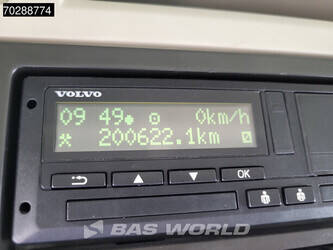 70288774
VOLVO
09 49 0km/h
200622.1km
OK
BAS WORLD